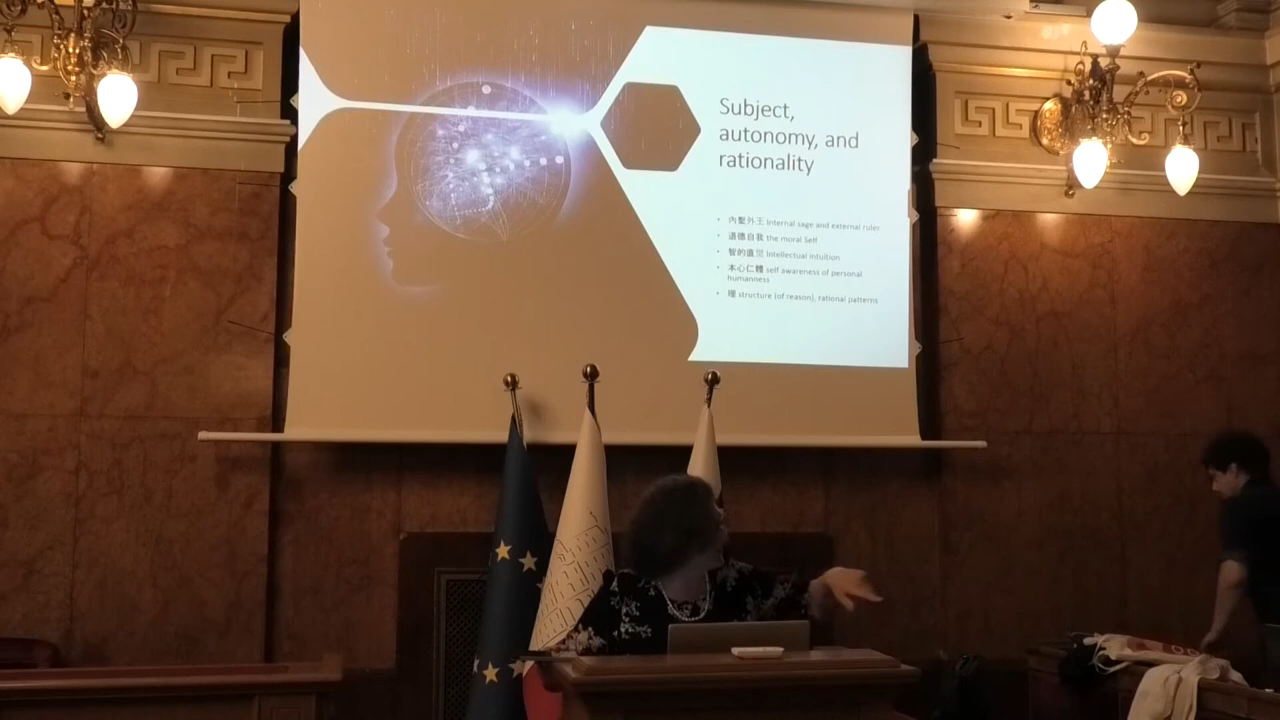 Subject,
autonomy, and
rationality
• 內聖外王 Internal sage and external ruler
• 道德自我 the moral Self
• 智的直覺 Intellectual intuition
• 本心仁體 self awareness of personal
humanness
• 理 structure (of reason), rational patterns